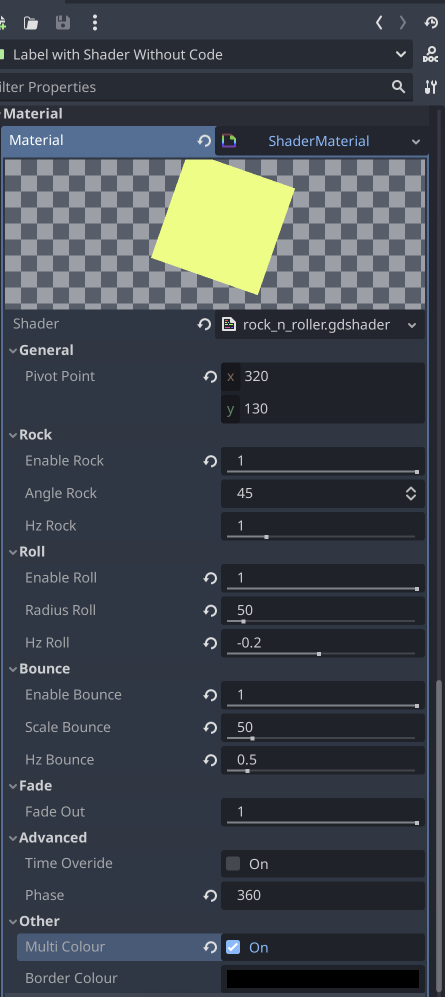 Label with Shader Without Code
DOC
ilter Properties
Material
Material ShaderMaterial
Shader rock_n_roller.gdshader
General
Pivot Point x 320
y 130
Rock
Enable Rock 1
Angle Rock 45
Hz Rock 1
Roll
Enable Roll 1
Radius Roll 50
Hz Roll -0.2
Bounce
Enable Bounce 1
Scale Bounce 50
Hz Bounce 0.5
Fade
Fade Out 1
Advanced
Time Overide On
Phase 360
Other
Multi Colour On
Border Colour